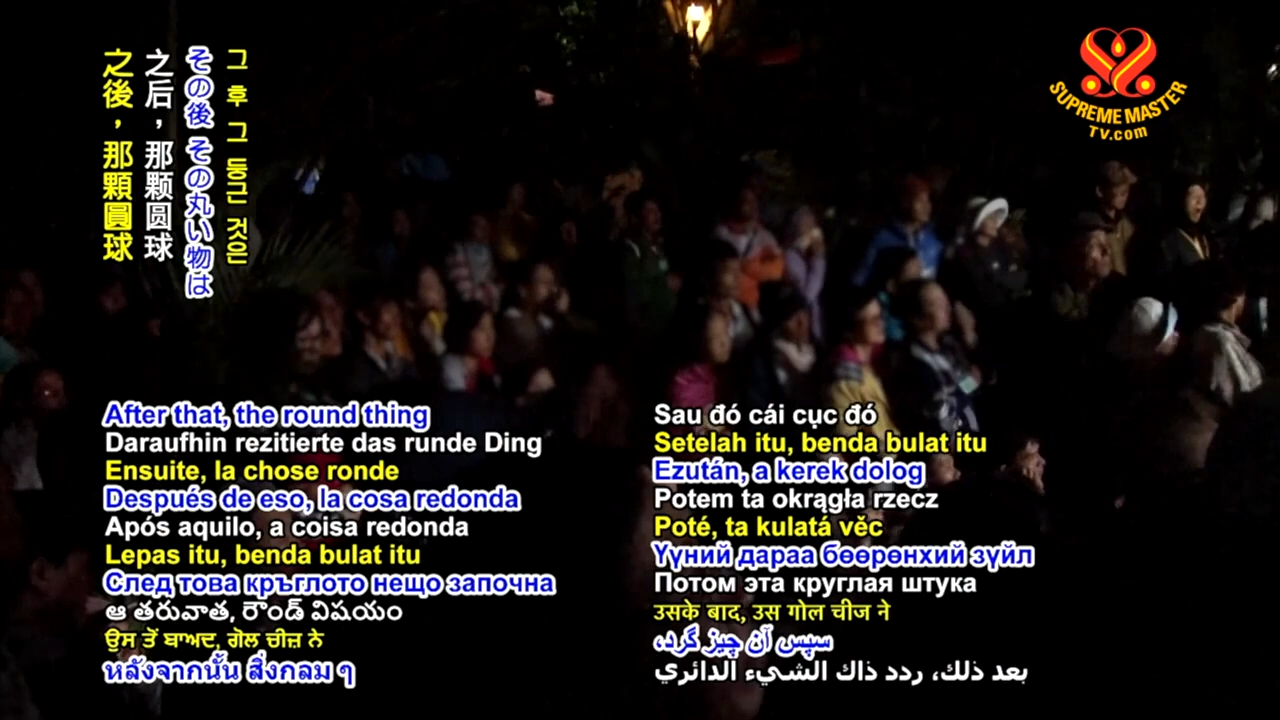 之後，那顆圓球
之后，那颗圆球
その後 その丸い物は
그 후 그 둥근 것은
SUPREME MASTER
TV.com
After that, the round thing
Daraufhin rezitierte das runde Ding
Ensuite, la chose ronde
Después de eso, la cosa redonda
Após aquilo, a coisa redonda
Lepas itu, benda bulat itu
След това кръглото нещо започна
ఆ తరువాత, రౌండ్ విషయం
ਉਸ ਤੋਂ ਬਾਅਦ, ਗੋਲ ਚੀਜ਼ ਨੇ
หลังจากนั้น สิ่งกลม ๆ
Sau đó cái cục đó
Setelah itu, benda bulat itu
Ezután, a kerek dolog
Potem ta okrągła rzecz
Poté, ta kulatá věc
Үүний дараа бөөрөнхий зүйл
Потом эта круглая штука
उसके बाद, उस गोल चीज ने
سپس آن چیز گرد،
بعد ذلك، ردد ذاك الشيء الدائري